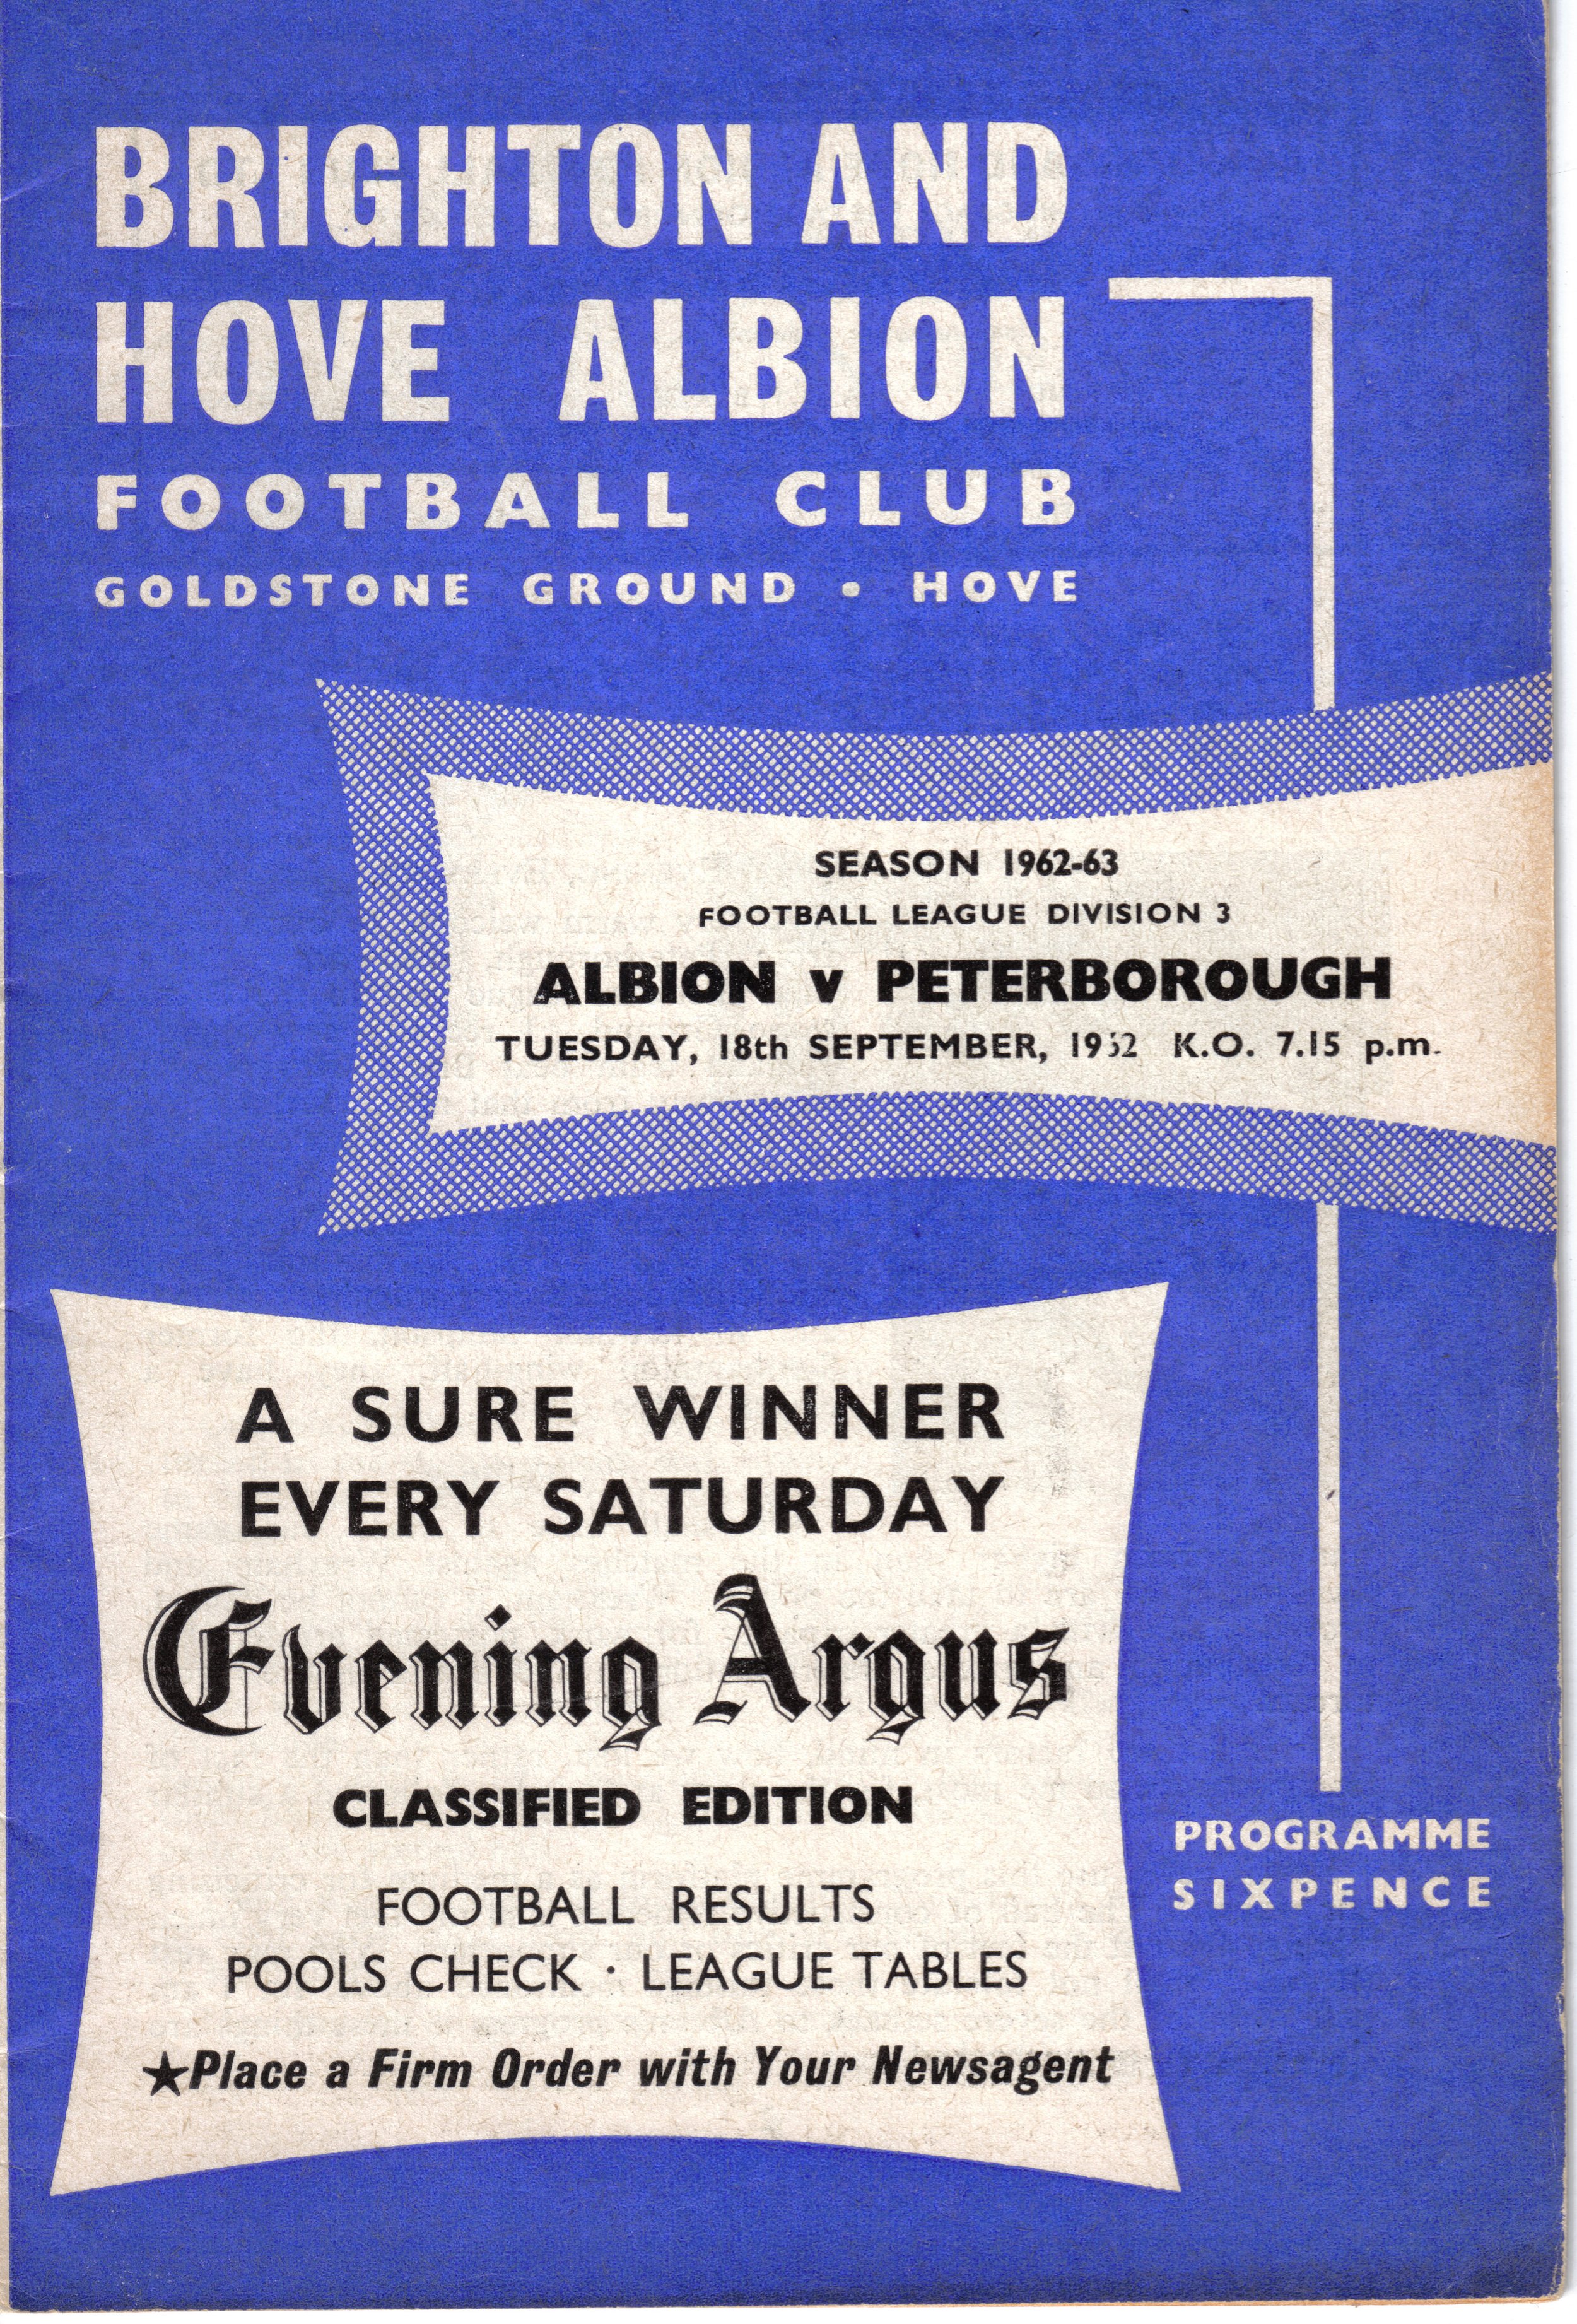 BRIGHTON AND
HOVE ALBION
FOOTBALL CLUB
GOLDSTONE GROUND • HOVE
SEASON 1962-63
FOOTBALL LEAGUE DIVISION 3
ALBION v PETERBOROUGH
TUESDAY, 18th SEPTEMBER, 1962 K.O. 7.15 p.m.
A SURE WINNER
EVERY SATURDAY
Evening Argus
CLASSIFIED EDITION
FOOTBALL RESULTS
POOLS CHECK · LEAGUE TABLES
★Place a Firm Order with Your Newsagent
PROGRAMME
SIXPENCE